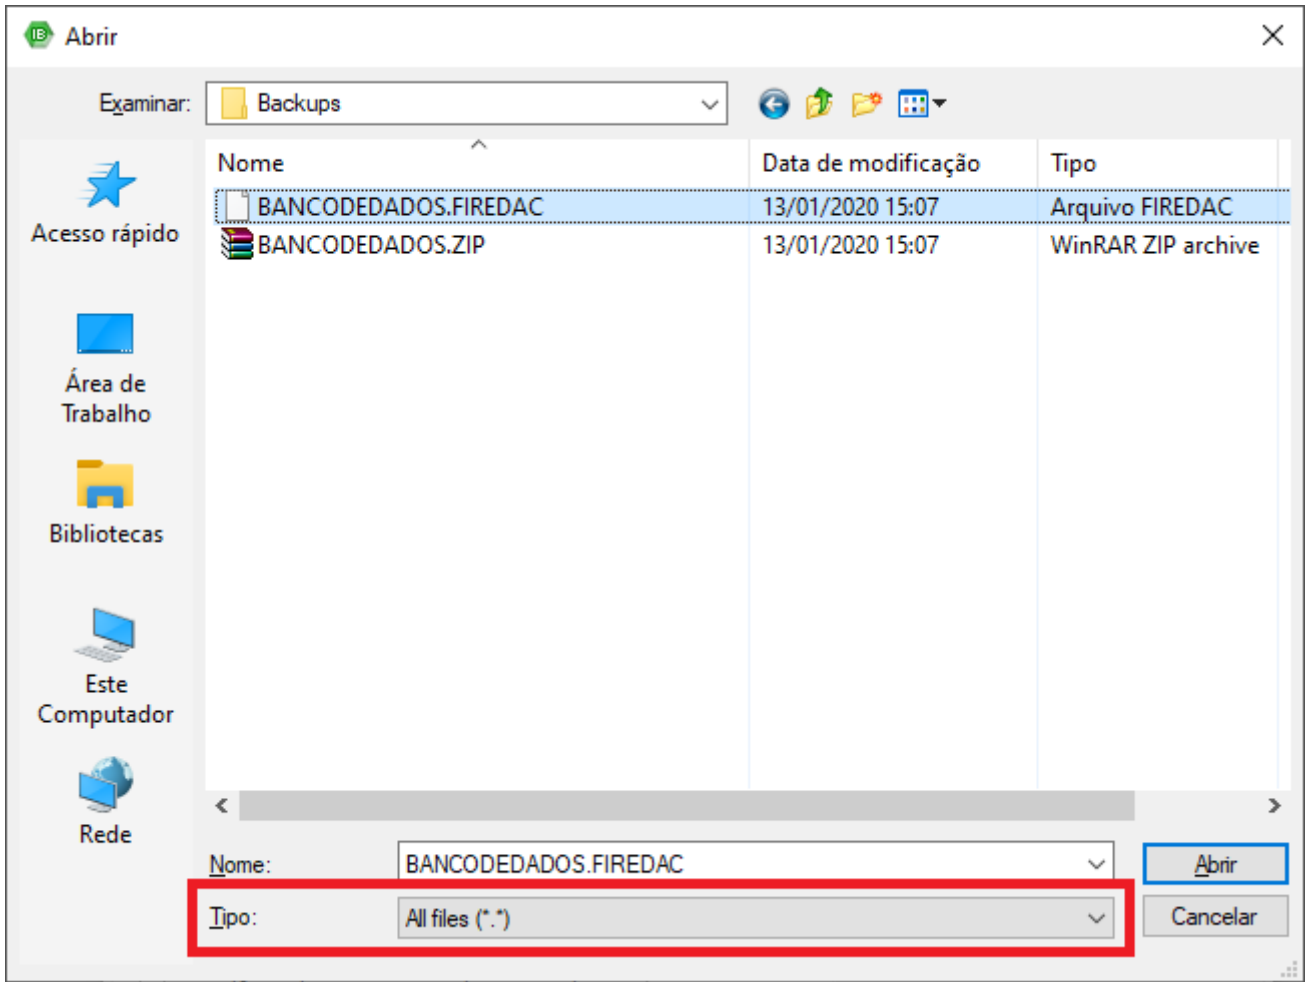 IB Abrir
Examinar: Backups
Nome Data de modificação Tipo
BANCODEDADOS.FIREDAC 13/01/2020 15:07 Arquivo FIREDAC
BANCODEDADOS.ZIP 13/01/2020 15:07 WinRAR ZIP archive
Acesso rápido
Área de
Trabalho
Bibliotecas
Este
Computador
Rede
Nome: BANCODEDADOS.FIREDAC Abrir
Tipo: All files (*.*) Cancelar